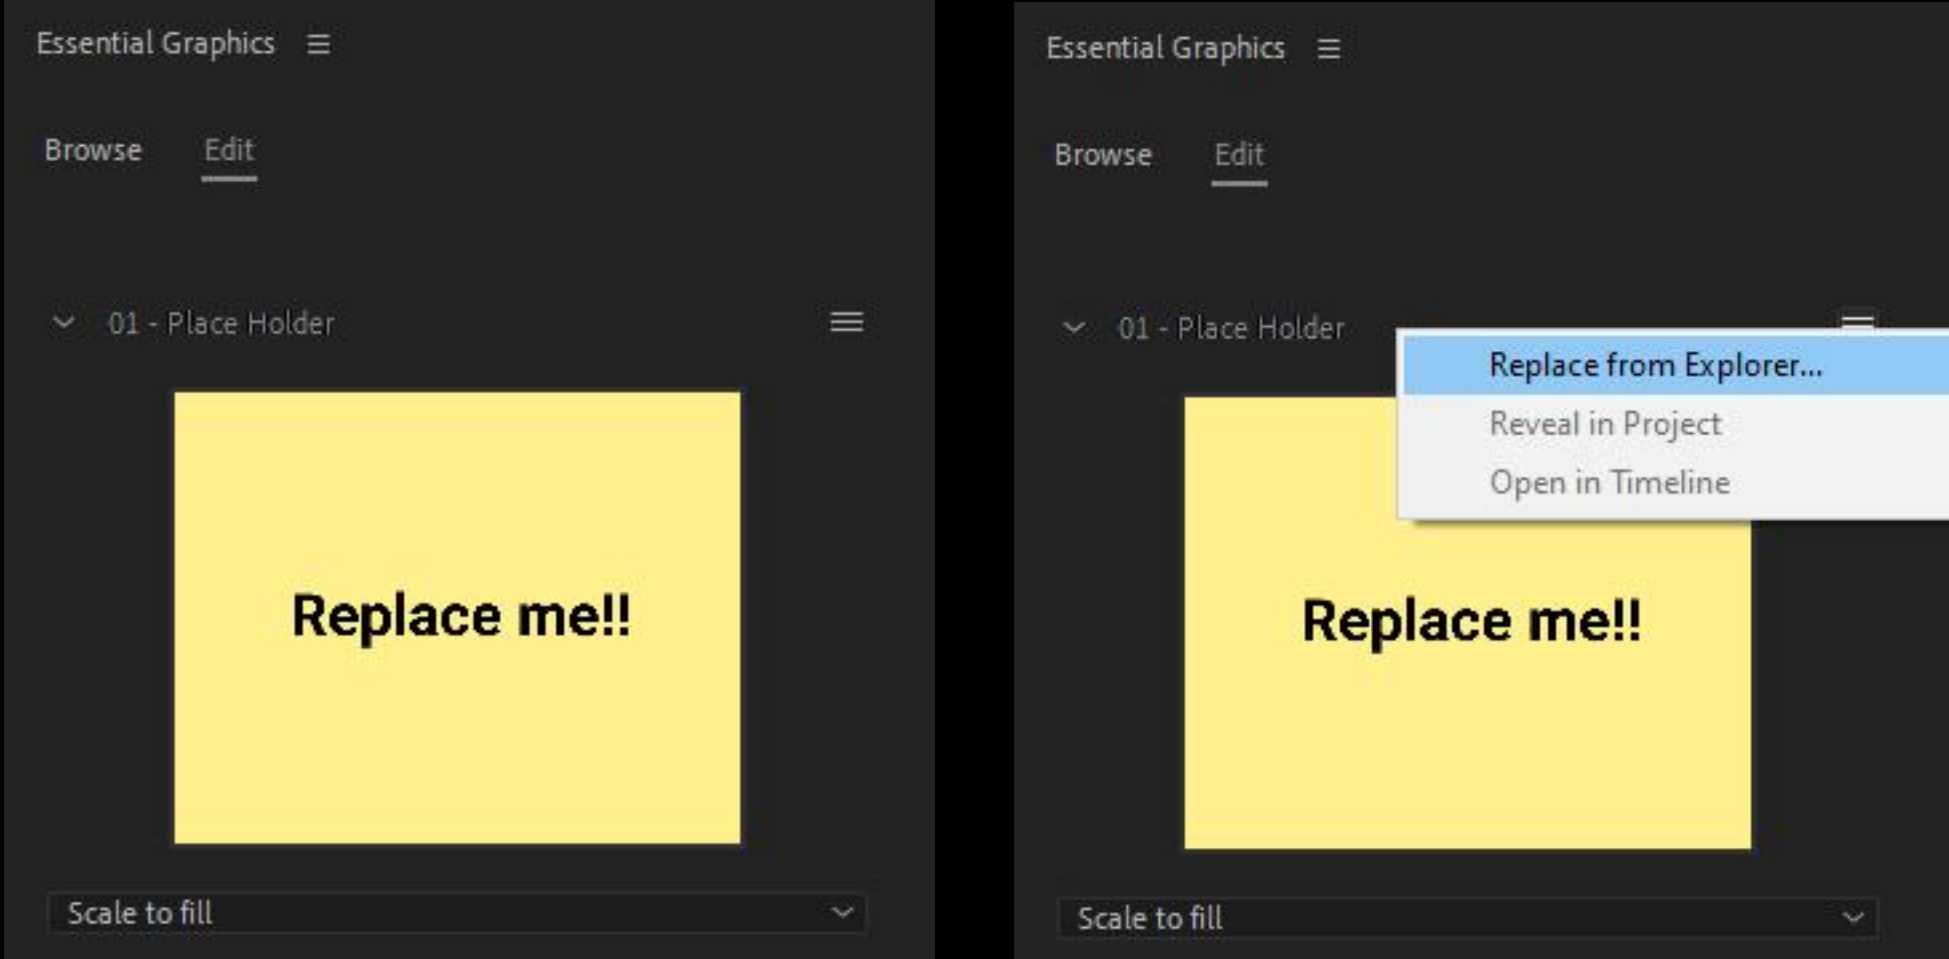 Essential Graphics
Browse Edit
01 - Place Holder
Replace me!!
Scale to fill
Essential Graphics
Browse Edit
01 - Place Holder
Replace from Explorer...
Reveal in Project
Open in Timeline
Replace me!!
Scale to fill